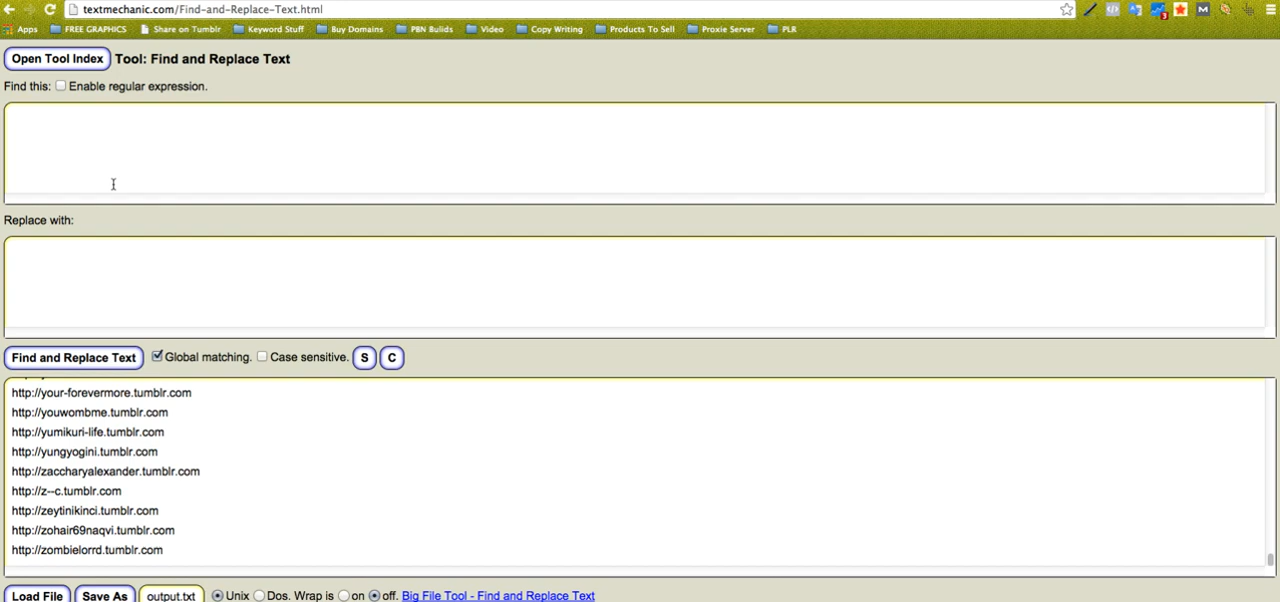 textmechanic.com/Find-and-Replace-Text.html
Apps FREE GRAPHICS Share on Tumblr Keyword Stuff Buy Domains PBN Builds Video Copy Writing Products To Sell Proxie Server PLR
Open Tool Index Tool: Find and Replace Text
Find this: Enable regular expression.
Replace with:
Find and Replace Text Global matching. Case sensitive. S C
http://your-forevermore.tumblr.com
http://youwombme.tumblr.com
http://yumikuri-life.tumblr.com
http://yungyogini.tumblr.com
http://zaccharyalexander.tumblr.com
http://z--c.tumblr.com
http://zeytinikinci.tumblr.com
http://zohair69naqvi.tumblr.com
http://zombielorrd.tumblr.com
Load File Save As output.txt Unix Dos. Wrap is on off. Big File Tool - Find and Replace Text